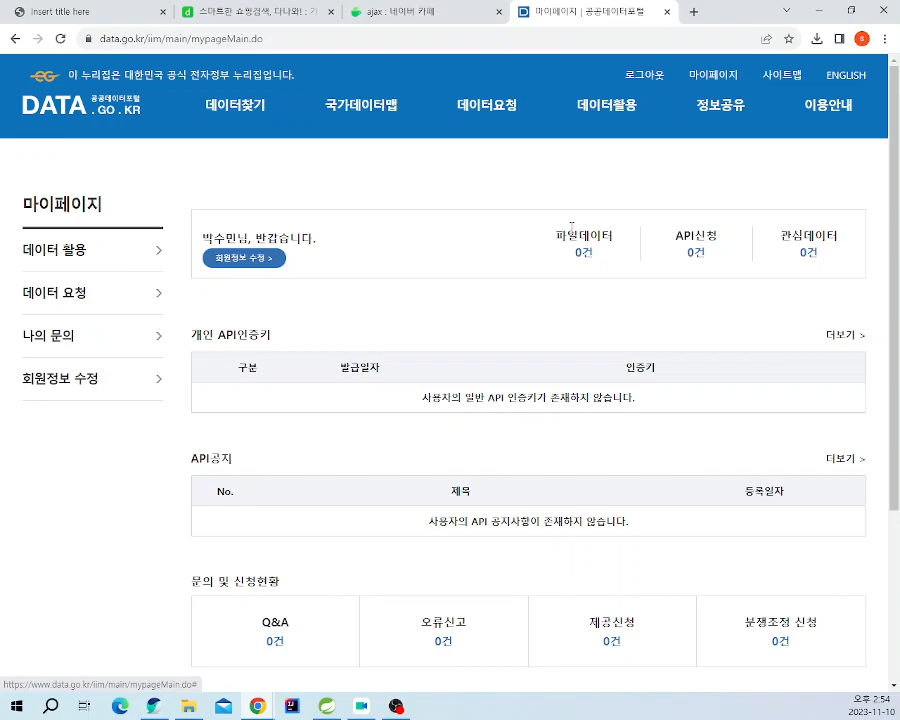 Insert title here
스마트한 쇼핑검색, 다나와! : 가
ajax : 네이버 카페
마이페이지 | 공공데이터포털
data.go.kr/iim/main/mypageMain.do
s
이 누리집은 대한민국 공식 전자정부 누리집입니다.
로그아웃 마이페이지 사이트맵 ENGLISH
DATA 공공데이터포털 . GO . KR
데이터찾기 국가데이터맵 데이터요청 데이터활용 정보공유 이용안내
마이페이지
데이터 활용
데이터 요청
나의 문의
회원정보 수정
박수민님, 반갑습니다.
회원정보 수정 >
파일데이터 API신청 관심데이터
0건 0건 0건
개인 API인증키 더보기 >
구분 발급일자 인증키
사용자의 일반 API 인증키가 존재하지 않습니다.
API공지 더보기 >
No. 제목 등록일자
사용자의 API 공지사항이 존재하지 않습니다.
문의 및 신청현황
Q&A 오류신고 제공신청 분쟁조정 신청
0건 0건 0건 0건
https://www.data.go.kr/iim/main/mypageMain.do#
오후 2:54
2023-11-10